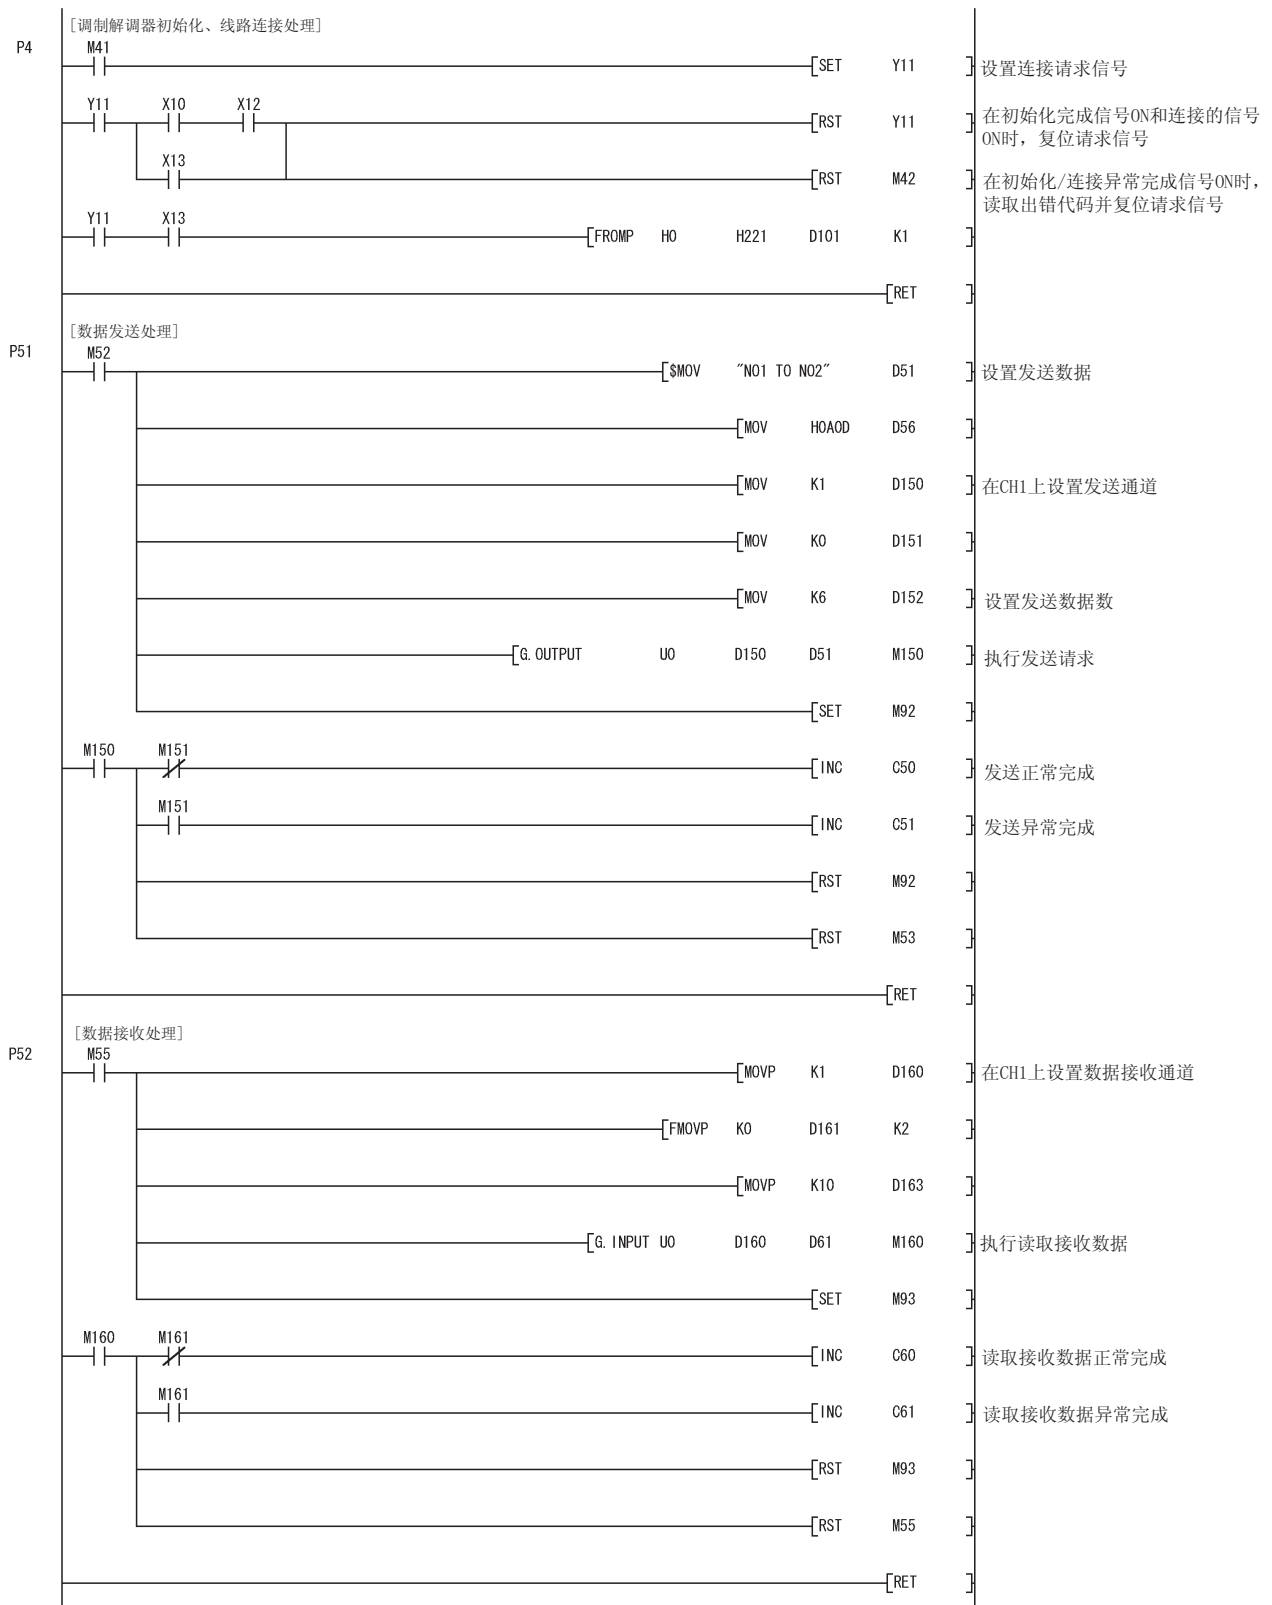 [调制解调器初始化、线路连接处理]
P4
M41
SET Y11 设置连接请求信号
Y11 X10 X12
RST Y11 在初始化完成信号ON和连接的信号
ON时，复位请求信号
X13
RST M42 在初始化/连接异常完成信号ON时，
读取出错代码并复位请求信号
Y11 X13
FROMP H0 H221 D101 K1
RET
[数据发送处理]
P51
M52
$MOV "NO1 TO NO2" D51 设置发送数据
MOV H0A0D D56
MOV K1 D150 在CH1上设置发送通道
MOV K0 D151
MOV K6 D152 设置发送数据数
G.OUTPUT U0 D150 D51 M150 执行发送请求
SET M92
M150 M151
INC C50 发送正常完成
M151
INC C51 发送异常完成
RST M92
RST M53
RET
[数据接收处理]
P52
M55
MOVP K1 D160 在CH1上设置数据接收通道
FMOVP K0 D161 K2
MOVP K10 D163
G.INPUT U0 D160 D61 M160 执行读取接收数据
SET M93
M160 M161
INC C60 读取接收数据正常完成
M161
INC C61 读取接收数据异常完成
RST M93
RST M55
RET